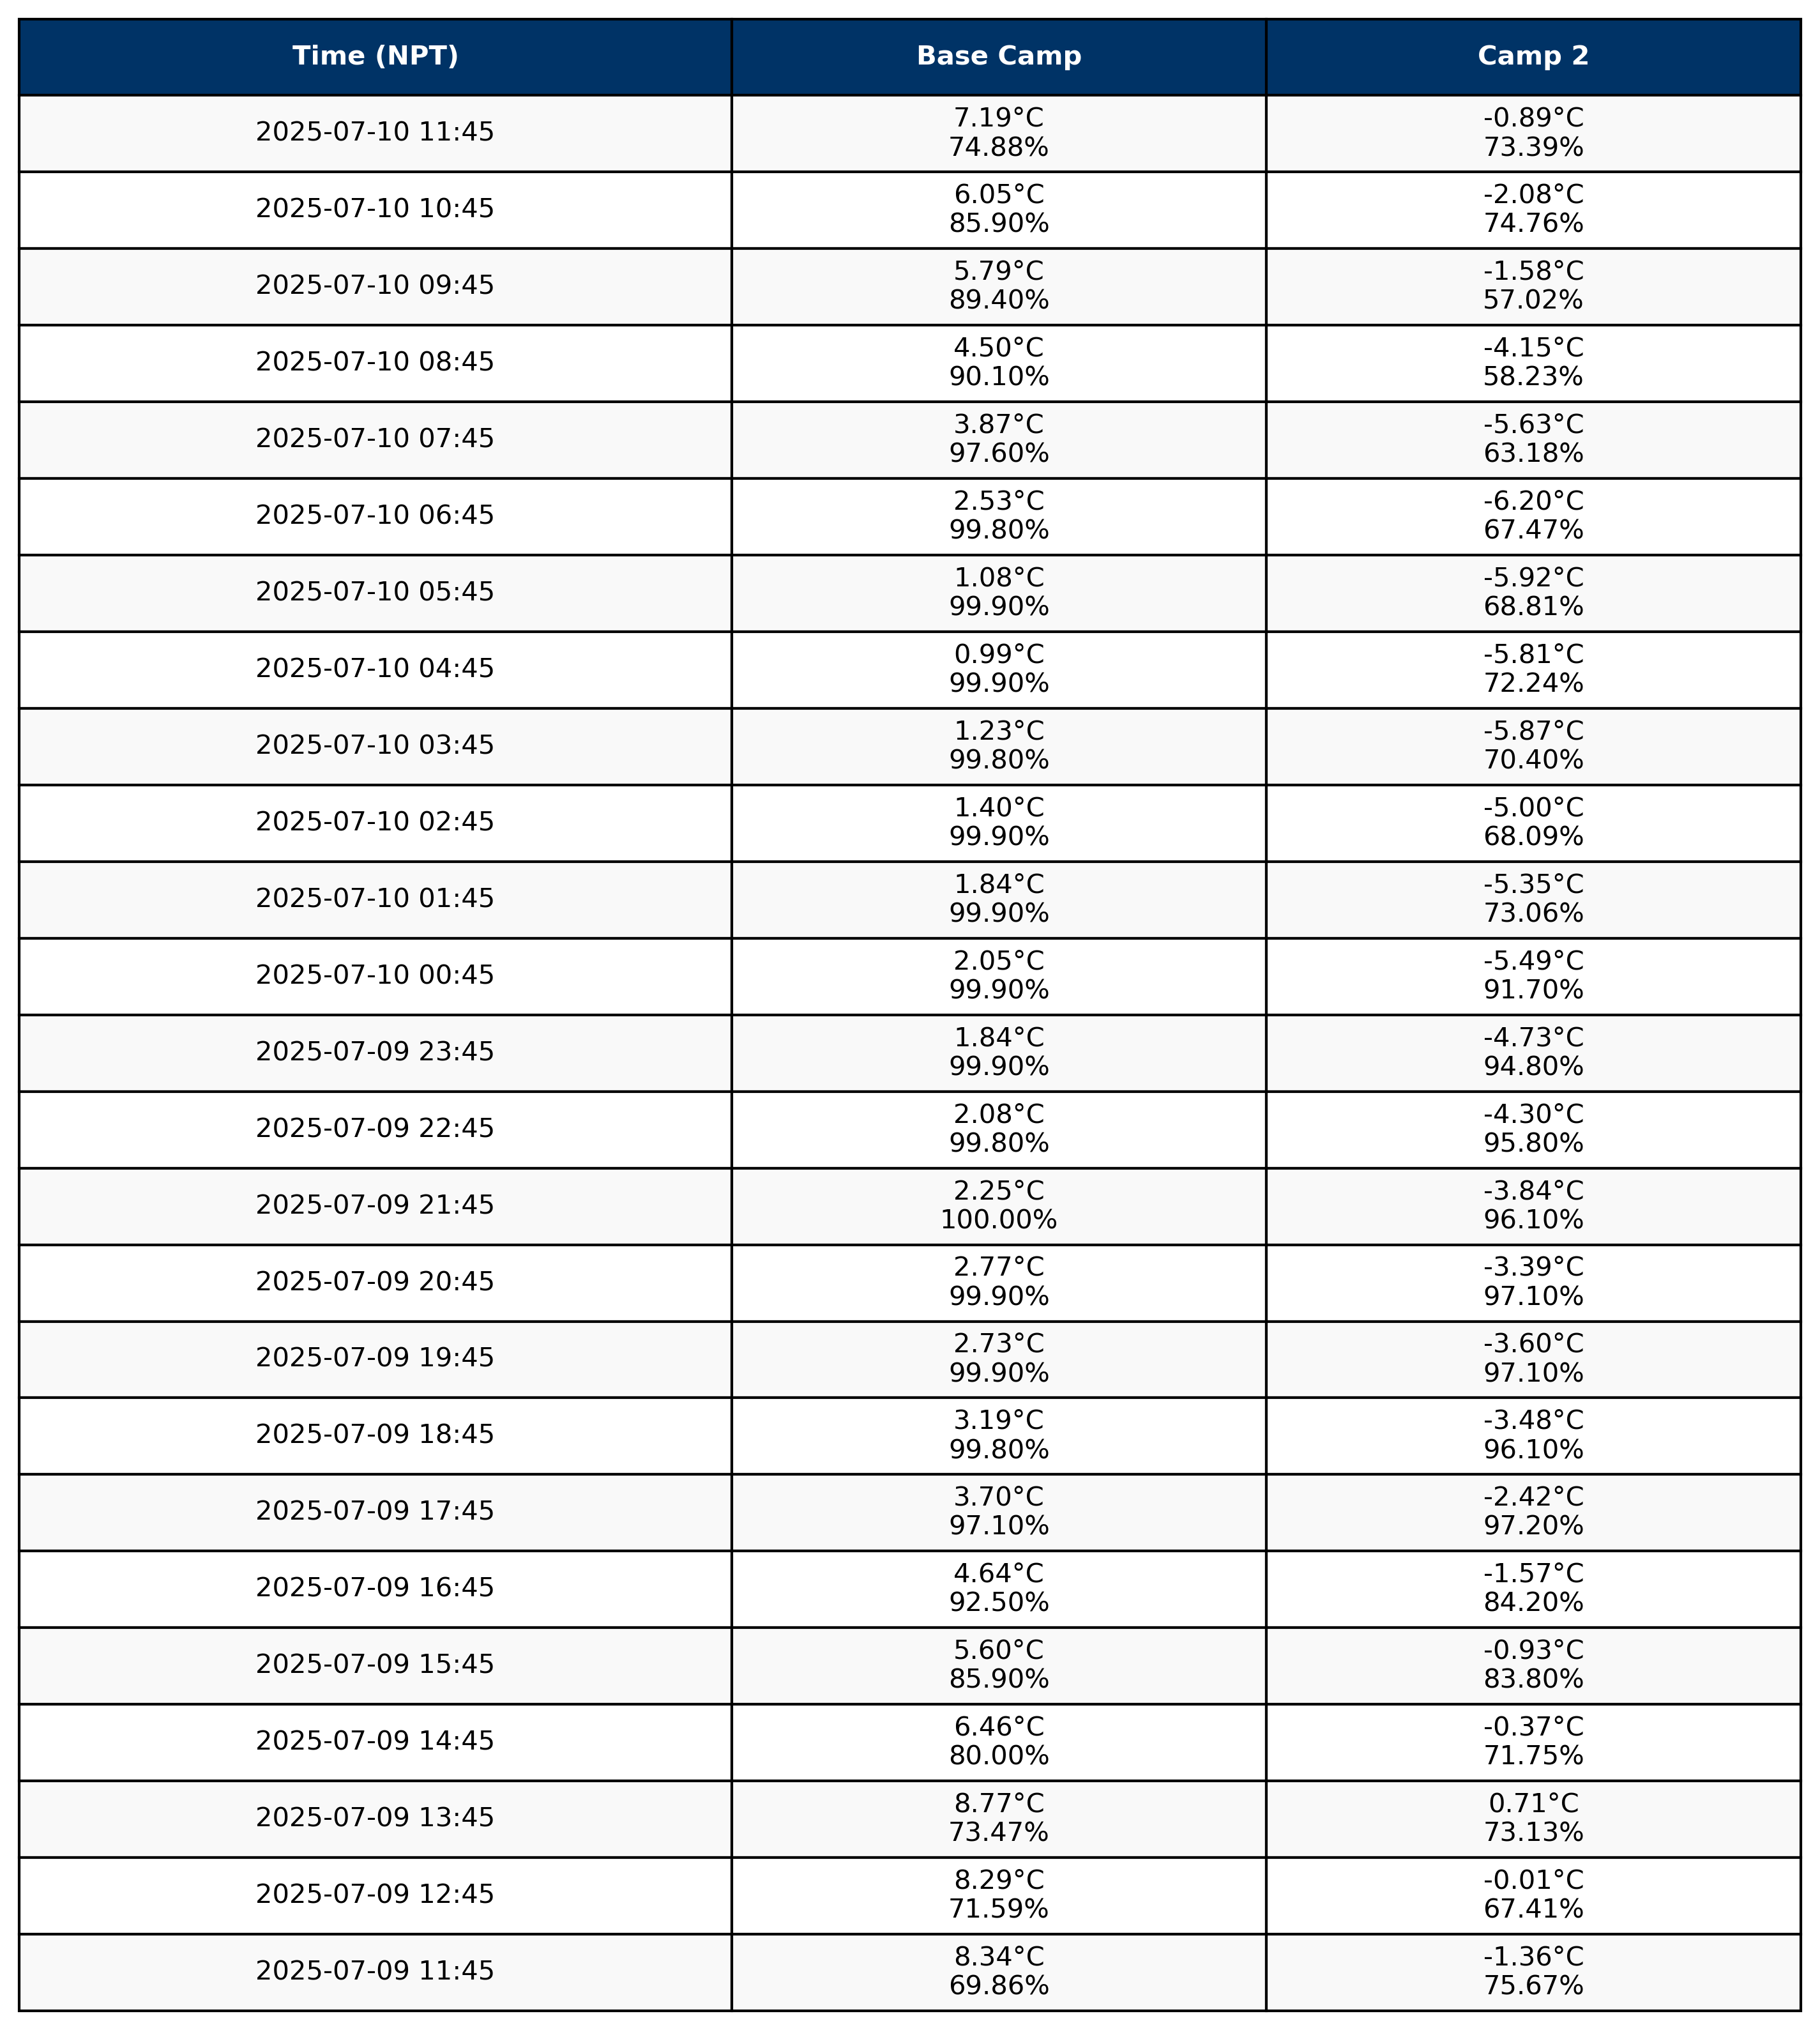 Time (NPT) Base Camp Camp 2
2025-07-10 11:45 7.19°C -0.89°C
74.88% 73.39%
2025-07-10 10:45 6.05°C -2.08°C
85.90% 74.76%
2025-07-10 09:45 5.79°C -1.58°C
89.40% 57.02%
2025-07-10 08:45 4.50°C -4.15°C
90.10% 58.23%
2025-07-10 07:45 3.87°C -5.63°C
97.60% 63.18%
2025-07-10 06:45 2.53°C -6.20°C
99.80% 67.47%
2025-07-10 05:45 1.08°C -5.92°C
99.90% 68.81%
2025-07-10 04:45 0.99°C -5.81°C
99.90% 72.24%
2025-07-10 03:45 1.23°C -5.87°C
99.80% 70.40%
2025-07-10 02:45 1.40°C -5.00°C
99.90% 68.09%
2025-07-10 01:45 1.84°C -5.35°C
99.90% 73.06%
2025-07-10 00:45 2.05°C -5.49°C
99.90% 91.70%
2025-07-09 23:45 1.84°C -4.73°C
99.90% 94.80%
2025-07-09 22:45 2.08°C -4.30°C
99.80% 95.80%
2025-07-09 21:45 2.25°C -3.84°C
100.00% 96.10%
2025-07-09 20:45 2.77°C -3.39°C
99.90% 97.10%
2025-07-09 19:45 2.73°C -3.60°C
99.90% 97.10%
2025-07-09 18:45 3.19°C -3.48°C
99.80% 96.10%
2025-07-09 17:45 3.70°C -2.42°C
97.10% 97.20%
2025-07-09 16:45 4.64°C -1.57°C
92.50% 84.20%
2025-07-09 15:45 5.60°C -0.93°C
85.90% 83.80%
2025-07-09 14:45 6.46°C -0.37°C
80.00% 71.75%
2025-07-09 13:45 8.77°C 0.71°C
73.47% 73.13%
2025-07-09 12:45 8.29°C -0.01°C
71.59% 67.41%
2025-07-09 11:45 8.34°C -1.36°C
69.86% 75.67%